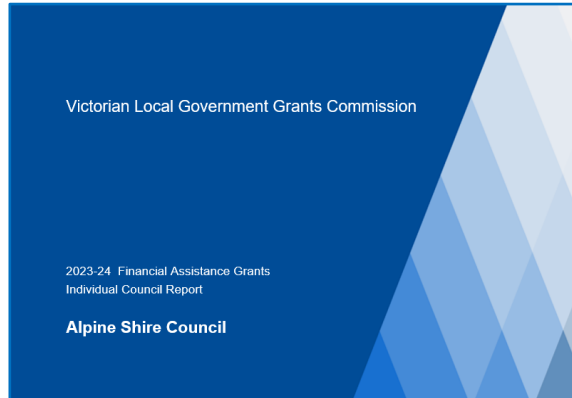 Victorian Local Government Grants Commission
2023-24 Financial Assistance Grants
Individual Council Report
Alpine Shire Council